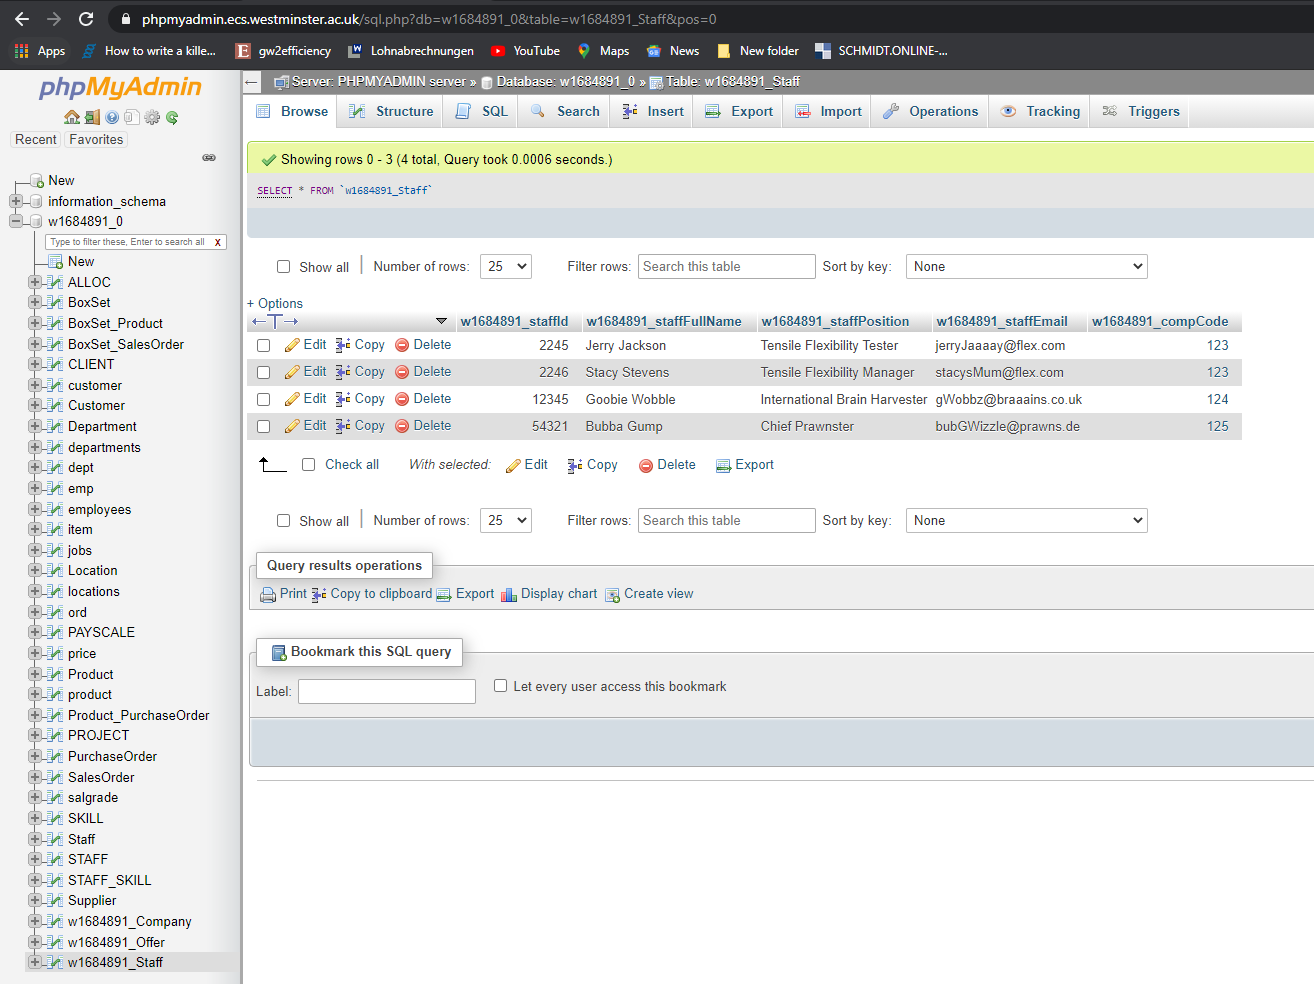 phpmyadmin.ecs.westminster.ac.uk/sql.php?db=w1684891_0&table=w1684891_Staff&pos=0
Apps How to write a kille... gw2efficiency Lohnabrechnungen YouTube Maps News New folder SCHMIDT.ONLINE-...
phpMyAdmin
Recent Favorites
New
information_schema
w1684891_0
Type to filter these, Enter to search all X
New
ALLOC
BoxSet
BoxSet_Product
BoxSet_SalesOrder
CLIENT
customer
Customer
Department
departments
dept
emp
employees
item
jobs
Location
locations
ord
PAYSCALE
price
Product
product
Product_PurchaseOrder
PROJECT
PurchaseOrder
SalesOrder
salgrade
SKILL
Staff
STAFF
STAFF_SKILL
Supplier
w1684891_Company
w1684891_Offer
w1684891_Staff
Server: PHPMYADMIN server » Database: w1684891_0 » Table: w1684891_Staff
Browse Structure SQL Search Insert Export Import Operations Tracking Triggers
Showing rows 0 - 3 (4 total, Query took 0.0006 seconds.)
SELECT * FROM `w1684891_Staff`
Show all Number of rows: 25 Filter rows: Search this table Sort by key: None
+ Options
w1684891_staffId w1684891_staffFullName w1684891_staffPosition w1684891_staffEmail w1684891_compCode
Edit Copy Delete 2245 Jerry Jackson Tensile Flexibility Tester jerryJaaaay@flex.com 123
Edit Copy Delete 2246 Stacy Stevens Tensile Flexibility Manager stacysMum@flex.com 123
Edit Copy Delete 12345 Goobie Wobble International Brain Harvester gWobbz@braaains.co.uk 124
Edit Copy Delete 54321 Bubba Gump Chief Prawnster bubGWizzle@prawns.de 125
Check all With selected: Edit Copy Delete Export
Show all Number of rows: 25 Filter rows: Search this table Sort by key: None
Query results operations
Print Copy to clipboard Export Display chart Create view
Bookmark this SQL query
Label: Let every user access this bookmark